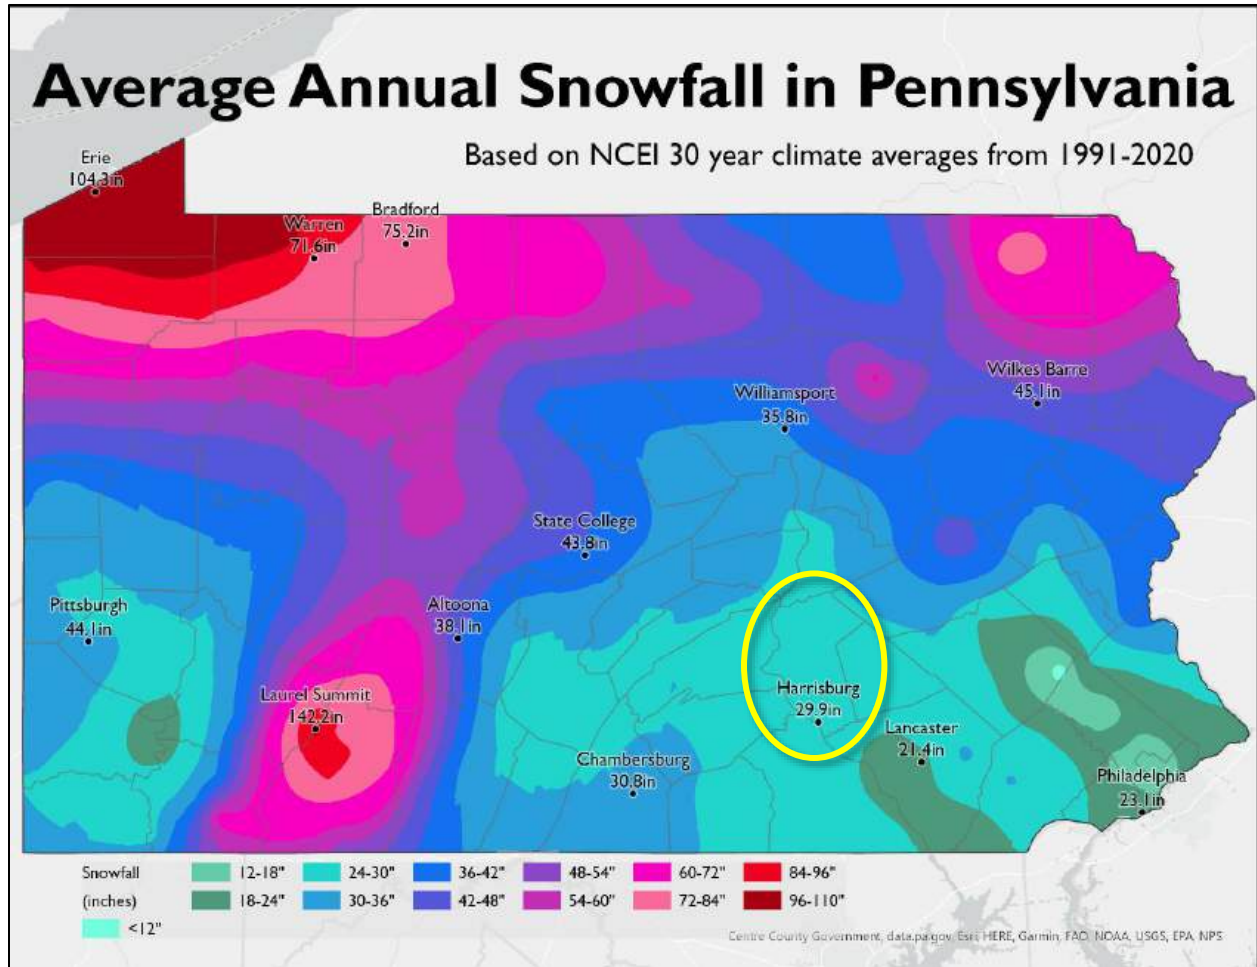 Average Annual Snowfall in Pennsylvania
Based on NCEI 30 year climate averages from 1991-2020
Erie
104.3in
Warren
71.6in
Bradford
75.2in
Wilkes Barre
45.1in
Williamsport
35.8in
State College
43.8in
Pittsburgh
44.1in
Altoona
38.1in
Laurel Summit
142.2in
Harrisburg
29.9in
Lancaster
21.4in
Chambersburg
30.8in
Philadelphia
23.1in
Snowfall 12-18" 24-30" 36-42" 48-54" 60-72" 84-96"
(inches) 18-24" 30-36" 42-48" 54-60" 72-84" 96-110"
<12"
Centre County Government, data.pa.gov, Esri, HERE, Garmin, FAO, NOAA, USGS, EPA, NPS